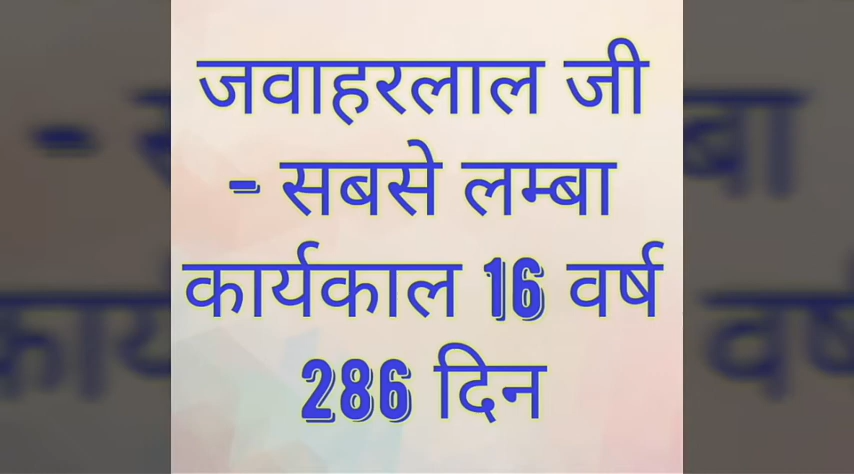 जवाहरलाल जी
- सबसे लम्बा
कार्यकाल 16 वर्ष
286 दिन